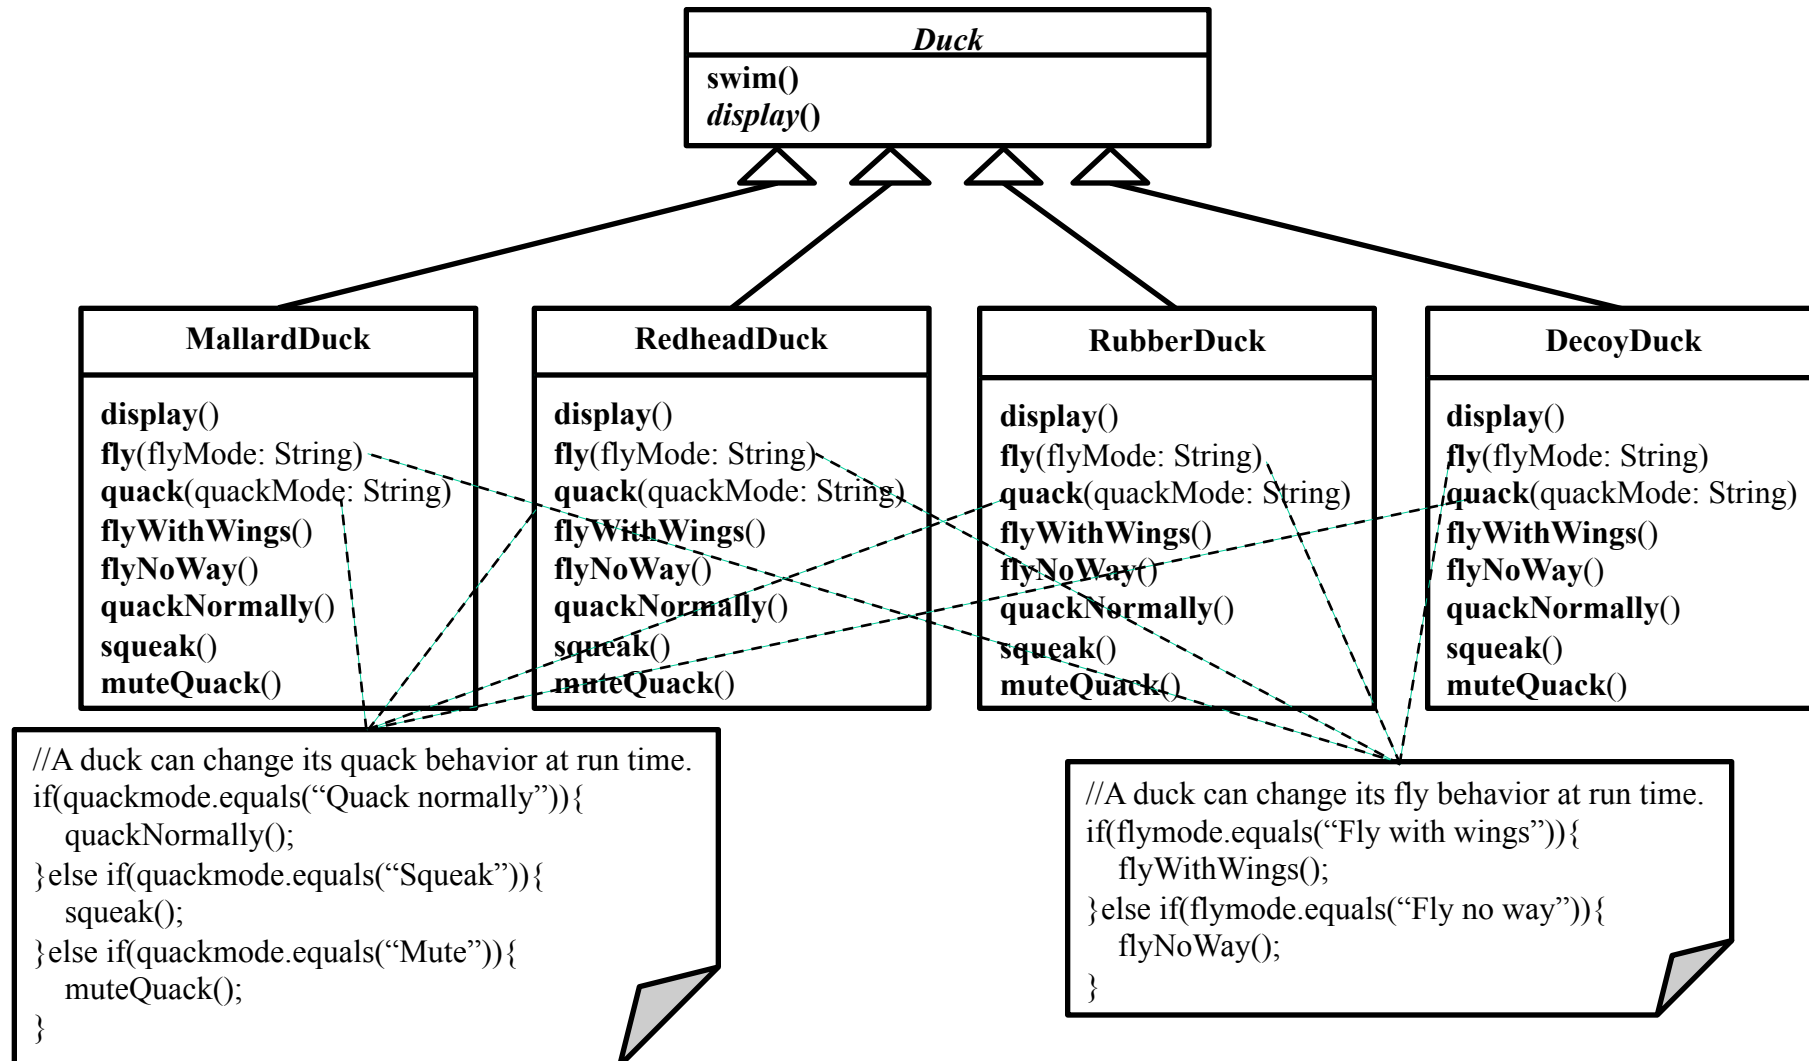 Duck
swim()
display()
MallardDuck
display()
fly(flyMode: String)
quack(quackMode: String)
flyWithWings()
flyNoWay()
quackNormally()
squeak()
muteQuack()
RedheadDuck
display()
fly(flyMode: String)
quack(quackMode: String)
flyWithWings()
flyNoWay()
quackNormally()
squeak()
muteQuack()
RubberDuck
display()
fly(flyMode: String)
quack(quackMode: String)
flyWithWings()
flyNoWay()
quackNormally()
squeak()
muteQuack()
DecoyDuck
display()
fly(flyMode: String)
quack(quackMode: String)
flyWithWings()
flyNoWay()
quackNormally()
squeak()
muteQuack()
//A duck can change its quack behavior at run time.
if(quackmode.equals(“Quack normally”)){
quackNormally();
}else if(quackmode.equals(“Squeak”)){
squeak();
}else if(quackmode.equals(“Mute”)){
muteQuack();
}
//A duck can change its fly behavior at run time.
if(flymode.equals(“Fly with wings”)){
flyWithWings();
}else if(flymode.equals(“Fly no way”)){
flyNoWay();
}